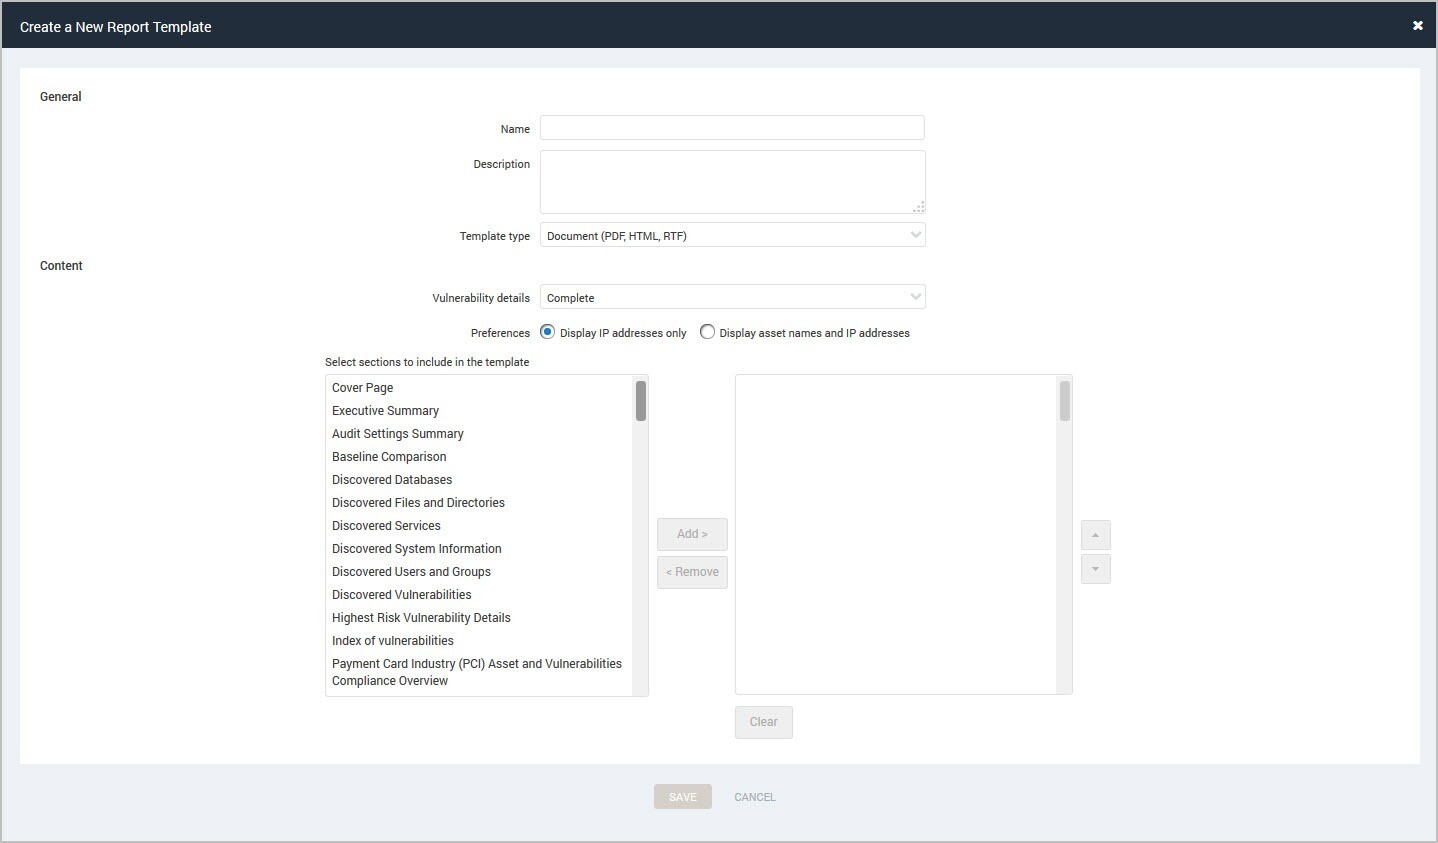 Create a New Report Template
General
Name
Description
Template type
Document (PDF, HTML, RTF)
Content
Vulnerability details
Complete
Preferences
Display IP addresses only
Display asset names and IP addresses
Select sections to include in the template
Cover Page
Executive Summary
Audit Settings Summary
Baseline Comparison
Discovered Databases
Discovered Files and Directories
Discovered Services
Discovered System Information
Discovered Users and Groups
Discovered Vulnerabilities
Highest Risk Vulnerability Details
Index of vulnerabilities
Payment Card Industry (PCI) Asset and Vulnerabilities
Compliance Overview
Add >
< Remove
Clear
SAVE
CANCEL